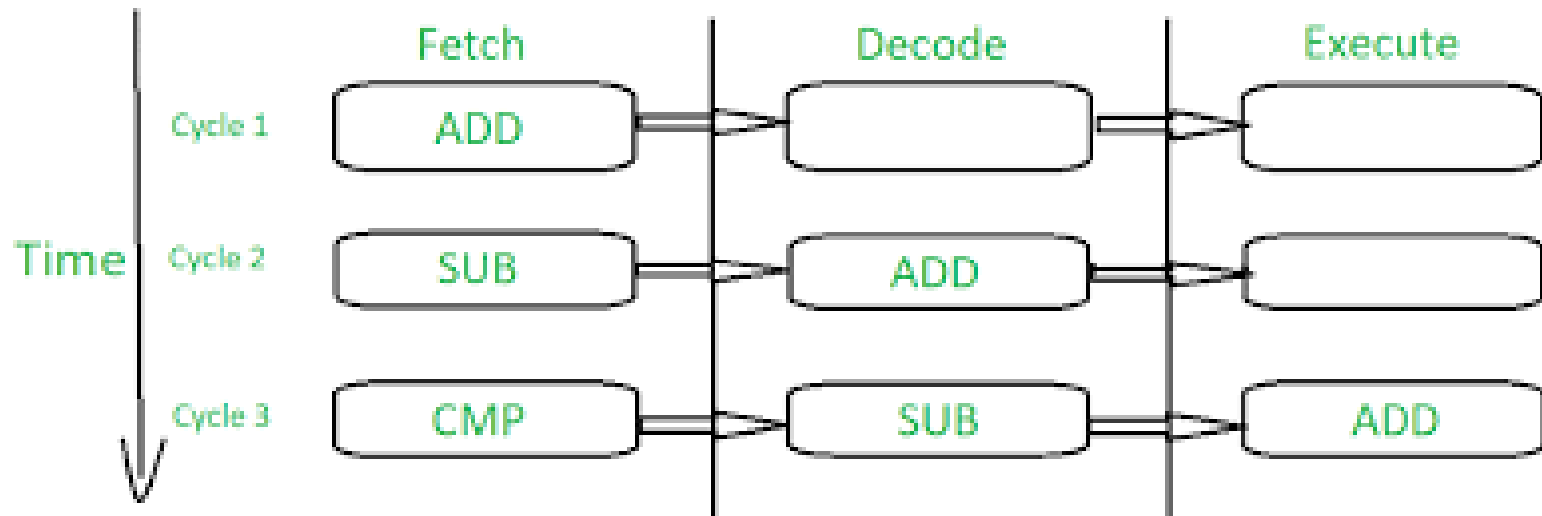 Fetch Decode Execute
Cycle 1 ADD
Time Cycle 2 SUB ADD
Cycle 3 CMP SUB ADD